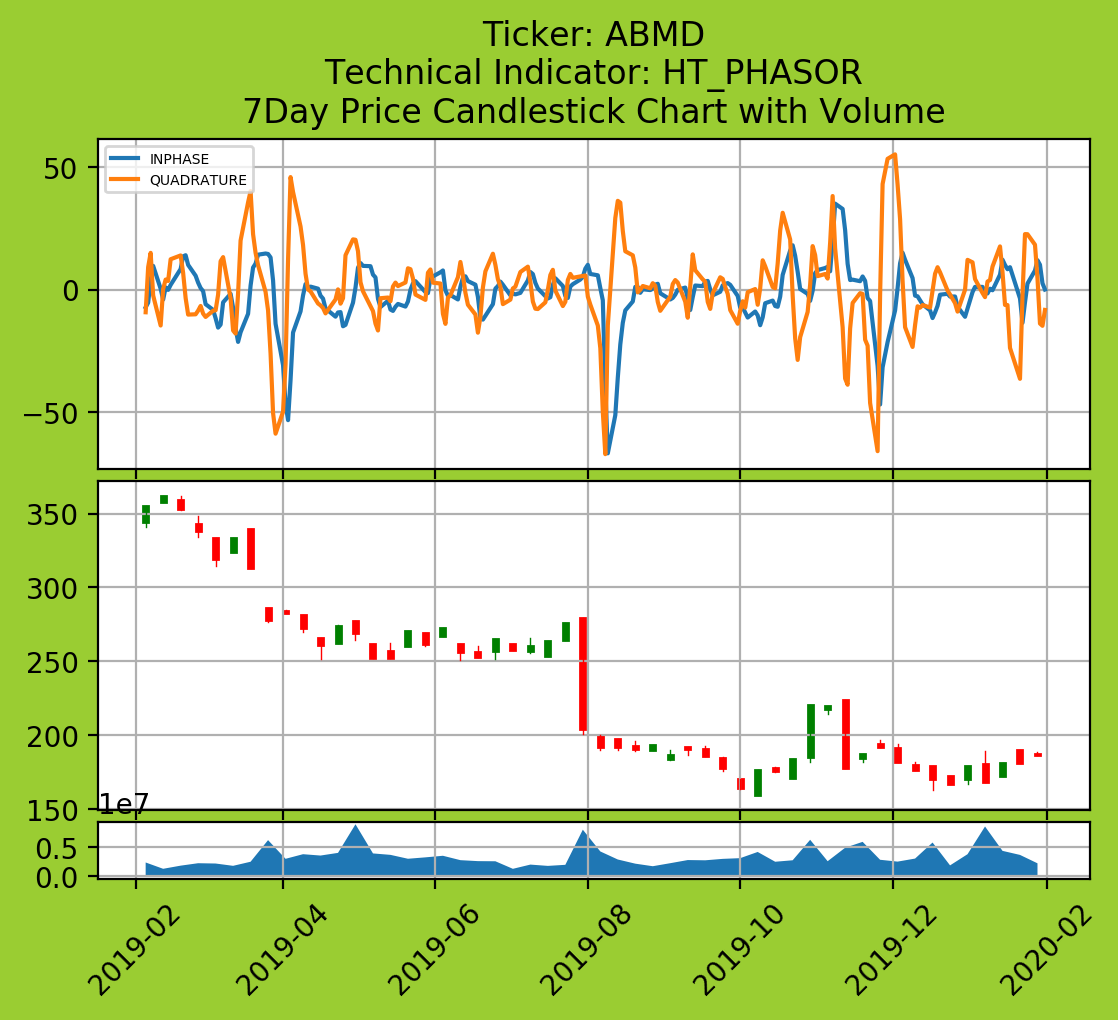 Ticker: ABMD
Technical Indicator: HT_PHASOR
7Day Price Candlestick Chart with Volume
INPHASE
QUADRATURE
50
0
−50
350
300
250
200
150
1e7
0.5
0.0
2019-02
2019-04
2019-06
2019-08
2019-10
2019-12
2020-02